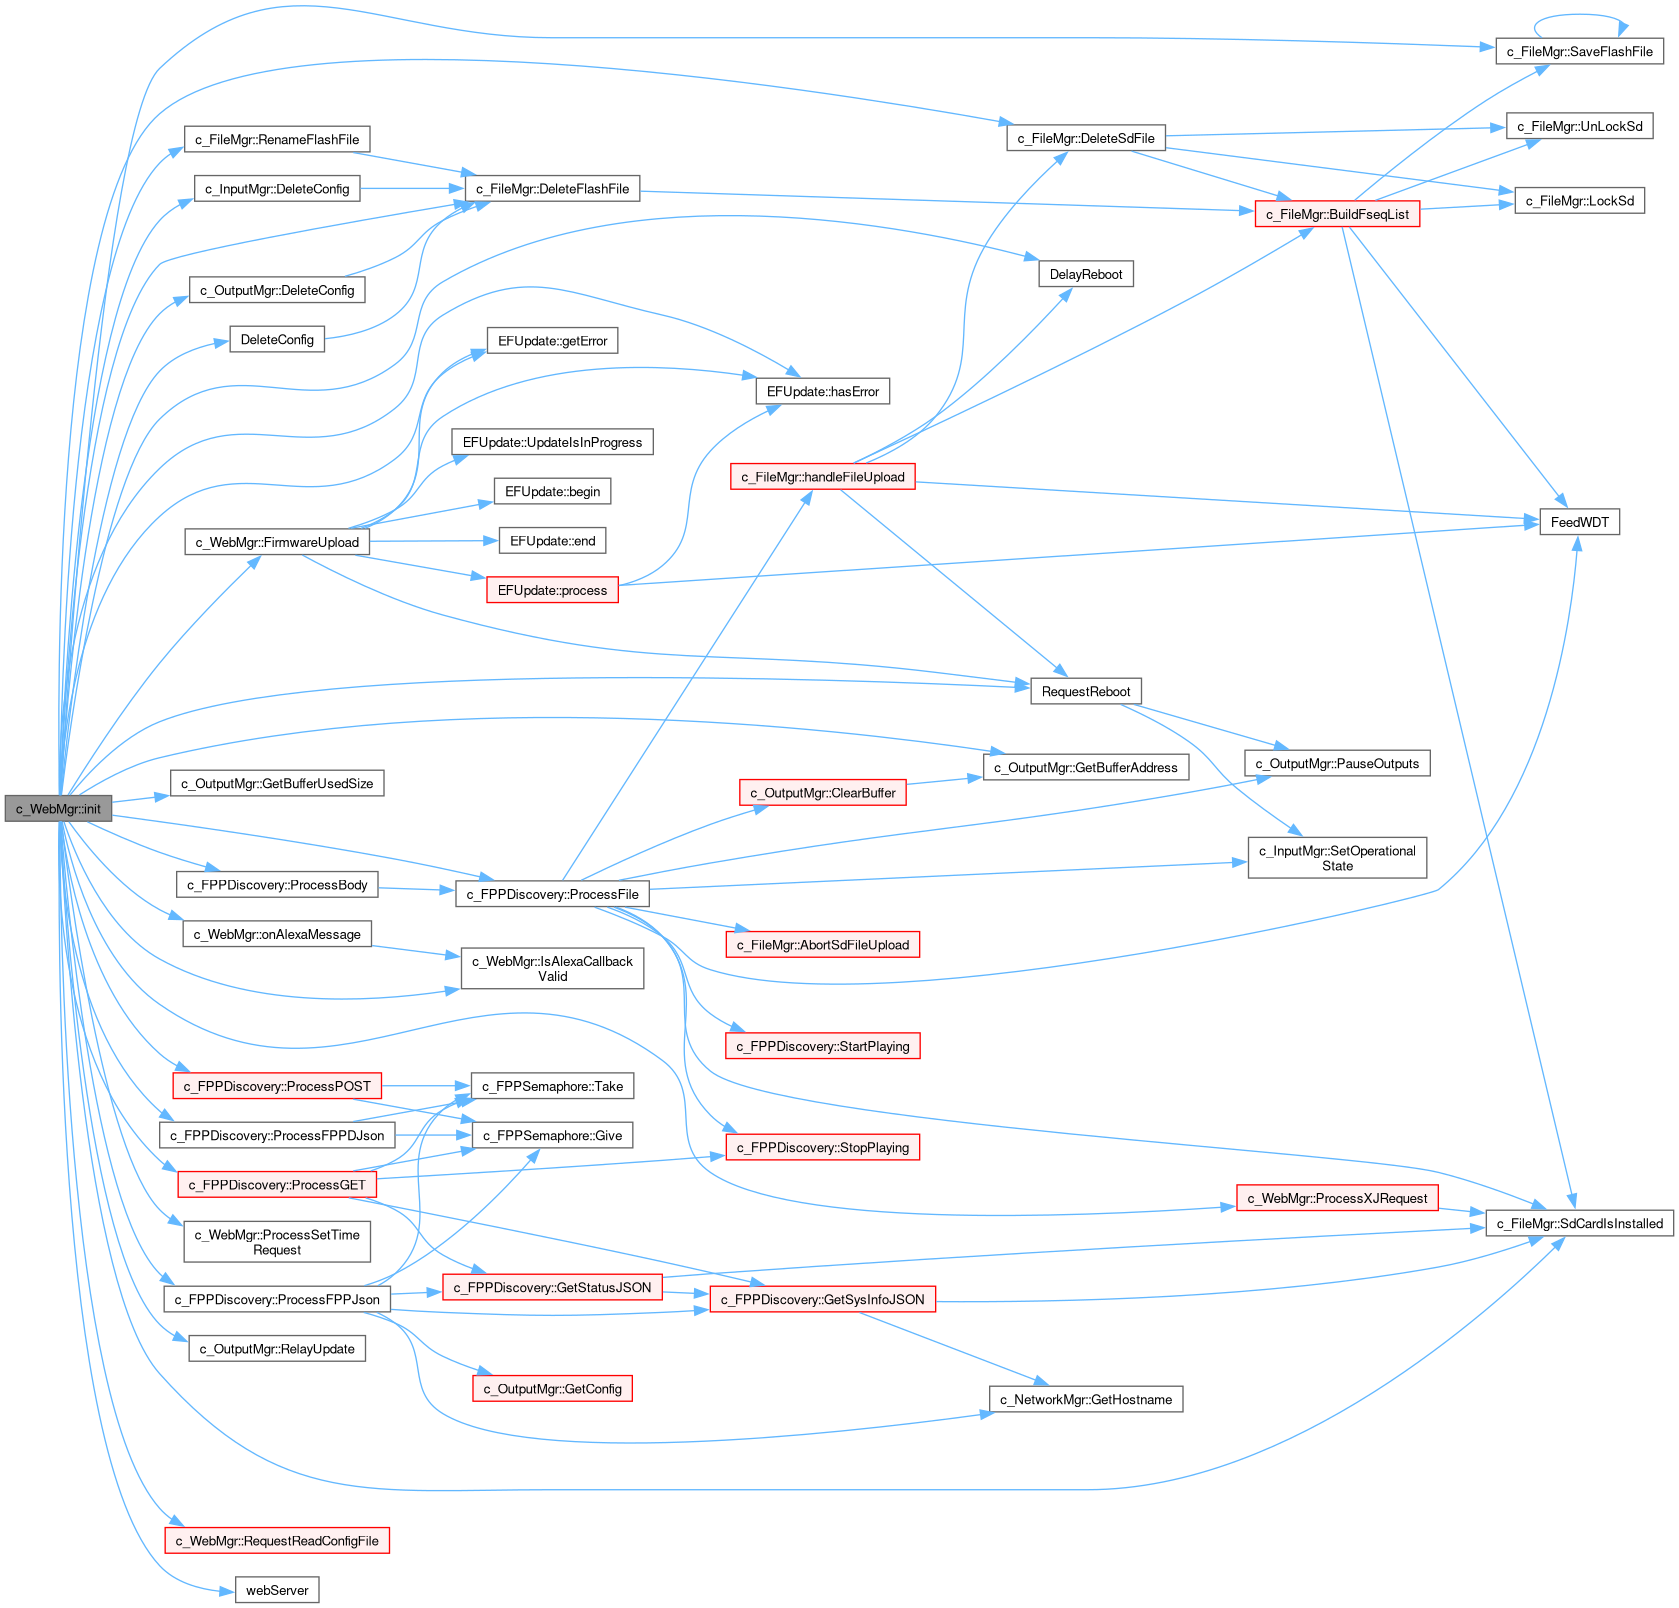 c_WebMgr::init
c_FileMgr::RenameFlashFile
c_InputMgr::DeleteConfig
c_OutputMgr::DeleteConfig
DeleteConfig
c_WebMgr::FirmwareUpload
c_OutputMgr::GetBufferUsedSize
c_FPPDiscovery::ProcessBody
c_WebMgr::onAlexaMessage
c_FPPDiscovery::ProcessPOST
c_FPPDiscovery::ProcessFPPDJson
c_FPPDiscovery::ProcessGET
c_WebMgr::ProcessSetTime
Request
c_FPPDiscovery::ProcessFPPJson
c_OutputMgr::RelayUpdate
c_WebMgr::RequestReadConfigFile
webServer
c_FileMgr::DeleteFlashFile
EFUpdate::getError
EFUpdate::UpdateIsInProgress
EFUpdate::begin
EFUpdate::end
EFUpdate::process
c_FPPDiscovery::ProcessFile
c_WebMgr::IsAlexaCallback
Valid
c_FPPSemaphore::Take
c_FPPSemaphore::Give
c_FPPDiscovery::GetStatusJSON
c_OutputMgr::GetConfig
EFUpdate::hasError
c_FileMgr::handleFileUpload
c_OutputMgr::ClearBuffer
c_FileMgr::AbortSdFileUpload
c_FPPDiscovery::StartPlaying
c_FPPDiscovery::StopPlaying
c_FPPDiscovery::GetSysInfoJSON
c_FileMgr::DeleteSdFile
DelayReboot
RequestReboot
c_OutputMgr::GetBufferAddress
c_NetworkMgr::GetHostname
c_FileMgr::BuildFseqList
c_OutputMgr::PauseOutputs
c_InputMgr::SetOperational
State
c_WebMgr::ProcessXJRequest
c_FileMgr::SaveFlashFile
c_FileMgr::UnLockSd
c_FileMgr::LockSd
FeedWDT
c_FileMgr::SdCardIsInstalled